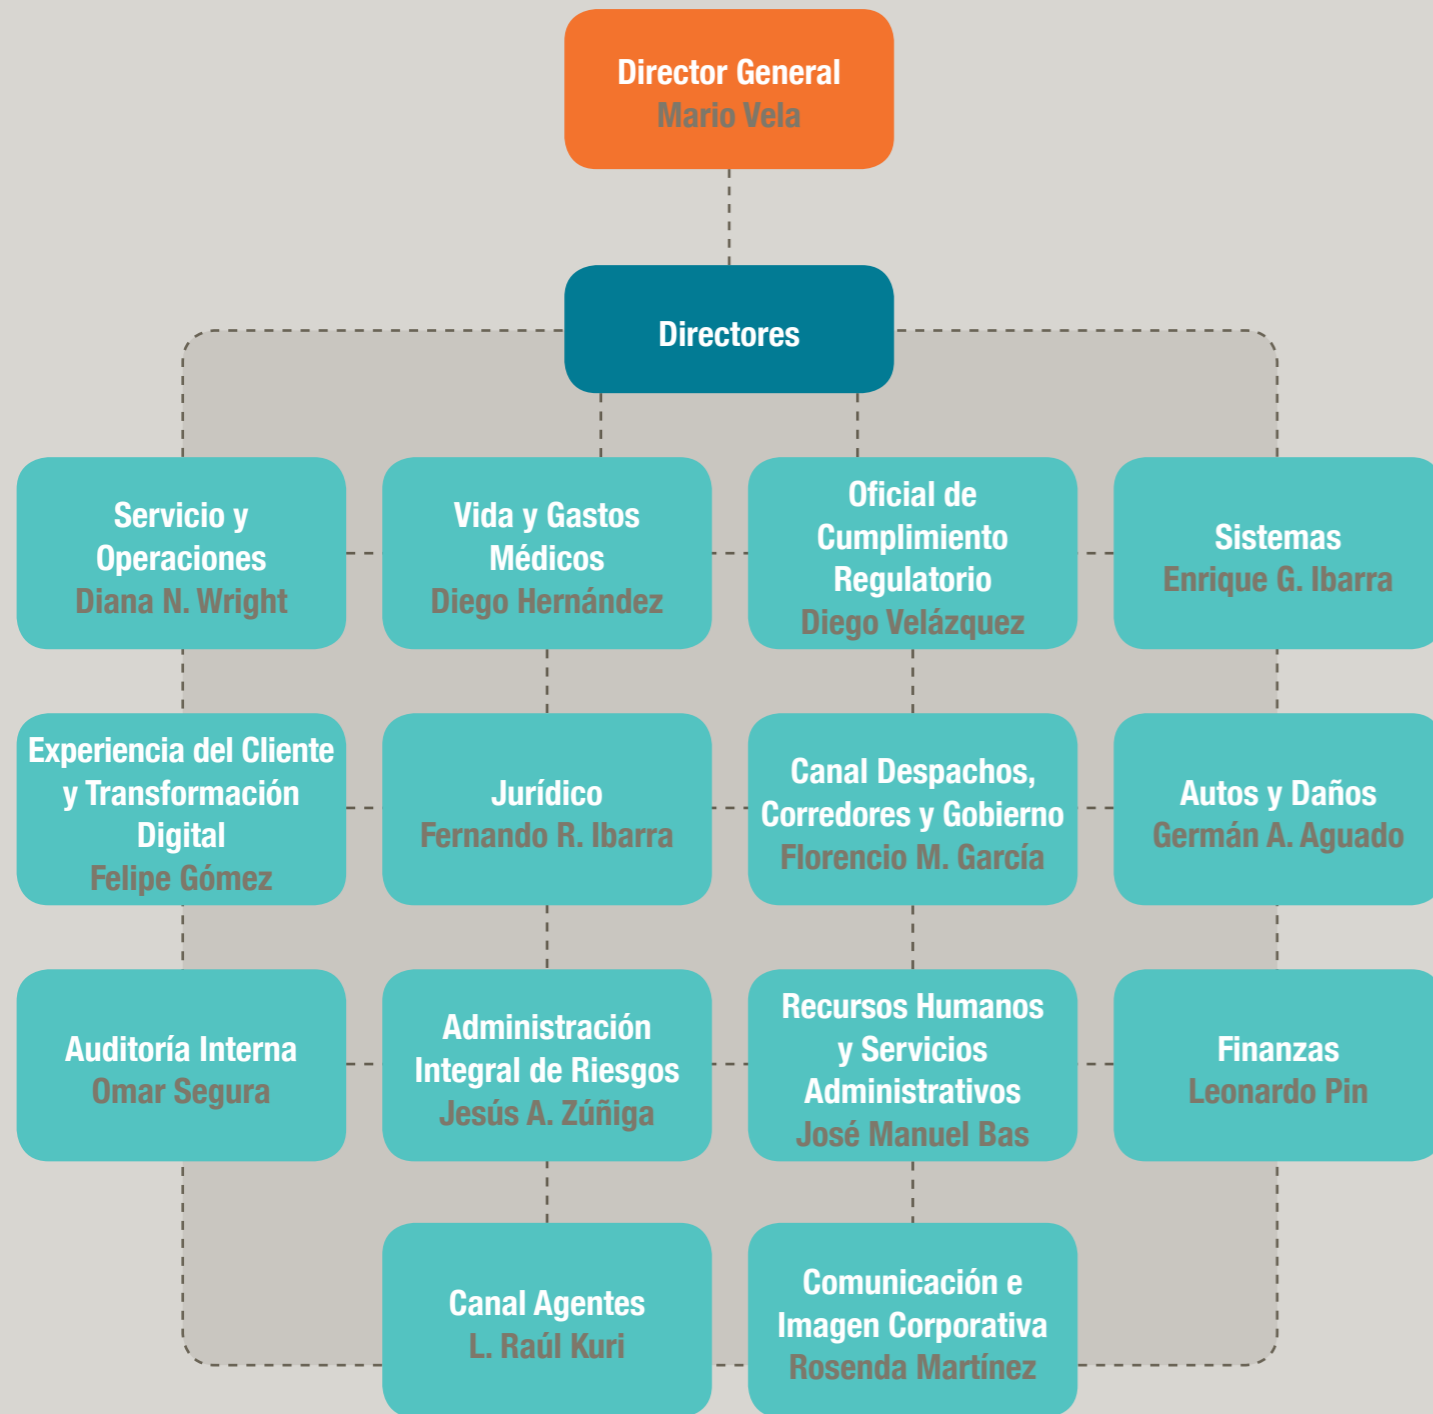 Director General
Mario Vela
Directores
Servicio y
Operaciones
Diana N. Wright
Vida y Gastos
Médicos
Diego Hernández
Oficial de
Cumplimiento
Regulatorio
Diego Velázquez
Sistemas
Enrique G. Ibarra
Experiencia del Cliente
y Transformación
Digital
Felipe Gómez
Jurídico
Fernando R. Ibarra
Canal Despachos,
Corredores y Gobierno
Florencio M. García
Autos y Daños
Germán A. Aguado
Auditoría Interna
Omar Segura
Administración
Integral de Riesgos
Jesús A. Zúñiga
Recursos Humanos
y Servicios
Administrativos
José Manuel Bas
Finanzas
Leonardo Pin
Canal Agentes
L. Raúl Kuri
Comunicación e
Imagen Corporativa
Rosenda Martínez